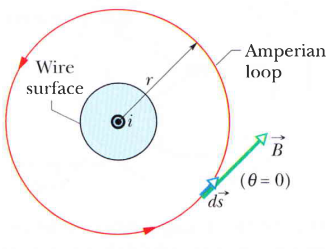 Wire
surface
r
Amperian
loop
i
B⃗
(θ = 0)
ds⃗